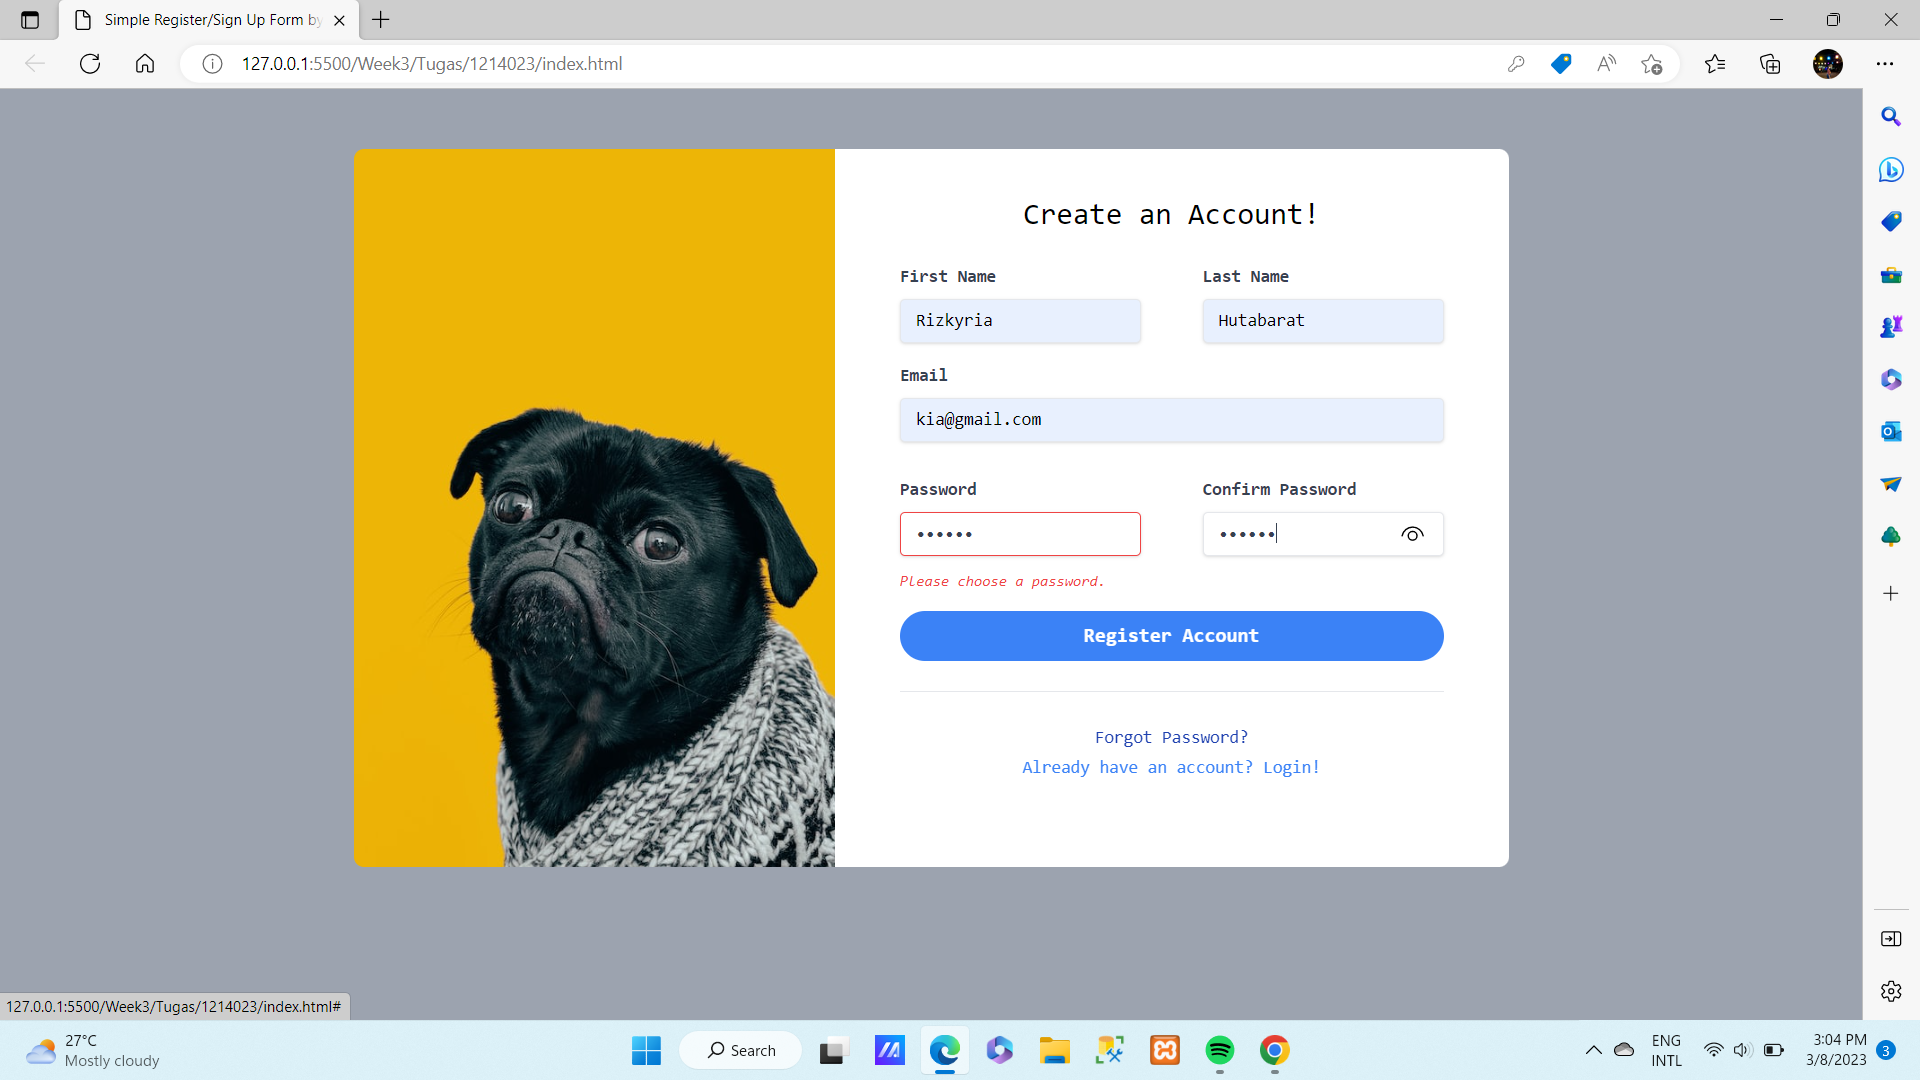 Simple Register/Sign Up Form by
127.0.0.1:5500/Week3/Tugas/1214023/index.html
Create an Account!
First Name
Last Name
Rizkyria
Hutabarat
Email
kia@gmail.com
Password
Confirm Password
••••••
••••••
Please choose a password.
Register Account
Forgot Password?
Already have an account? Login!
127.0.0.1:5500/Week3/Tugas/1214023/index.html#
27°C
Mostly cloudy
Search
ENG
INTL
3:04 PM
3/8/2023
3